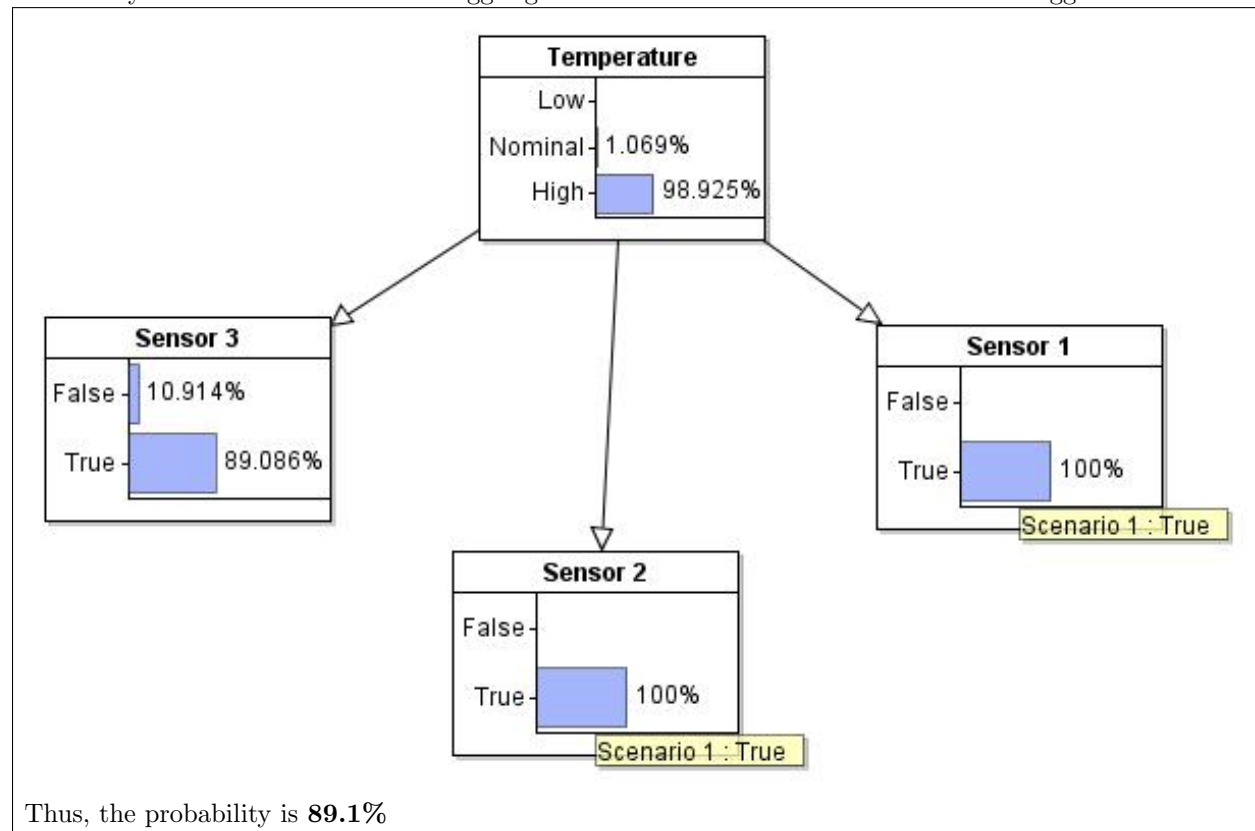 Temperature
Low
Nominal 1.069%
High 98.925%
Sensor 3
False 10.914%
True 89.086%
Sensor 1
False
True 100%
Scenario 1 : True
Sensor 2
False
True 100%
Scenario 1 : True
Thus, the probability is 89.1%